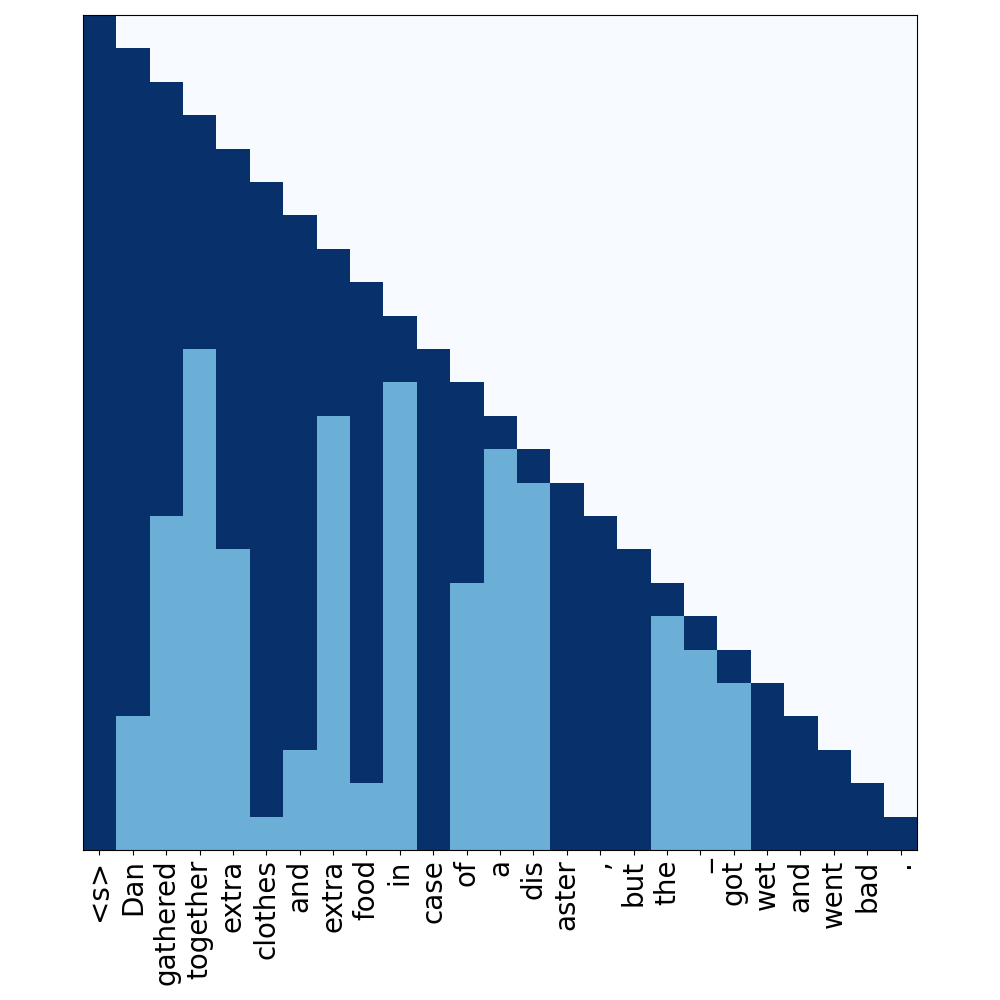 <s>
Dan
gathered
together
extra
clothes
and
extra
food
in
case
of
a
dis
aster
,
but
the
_
got
wet
and
went
bad
.